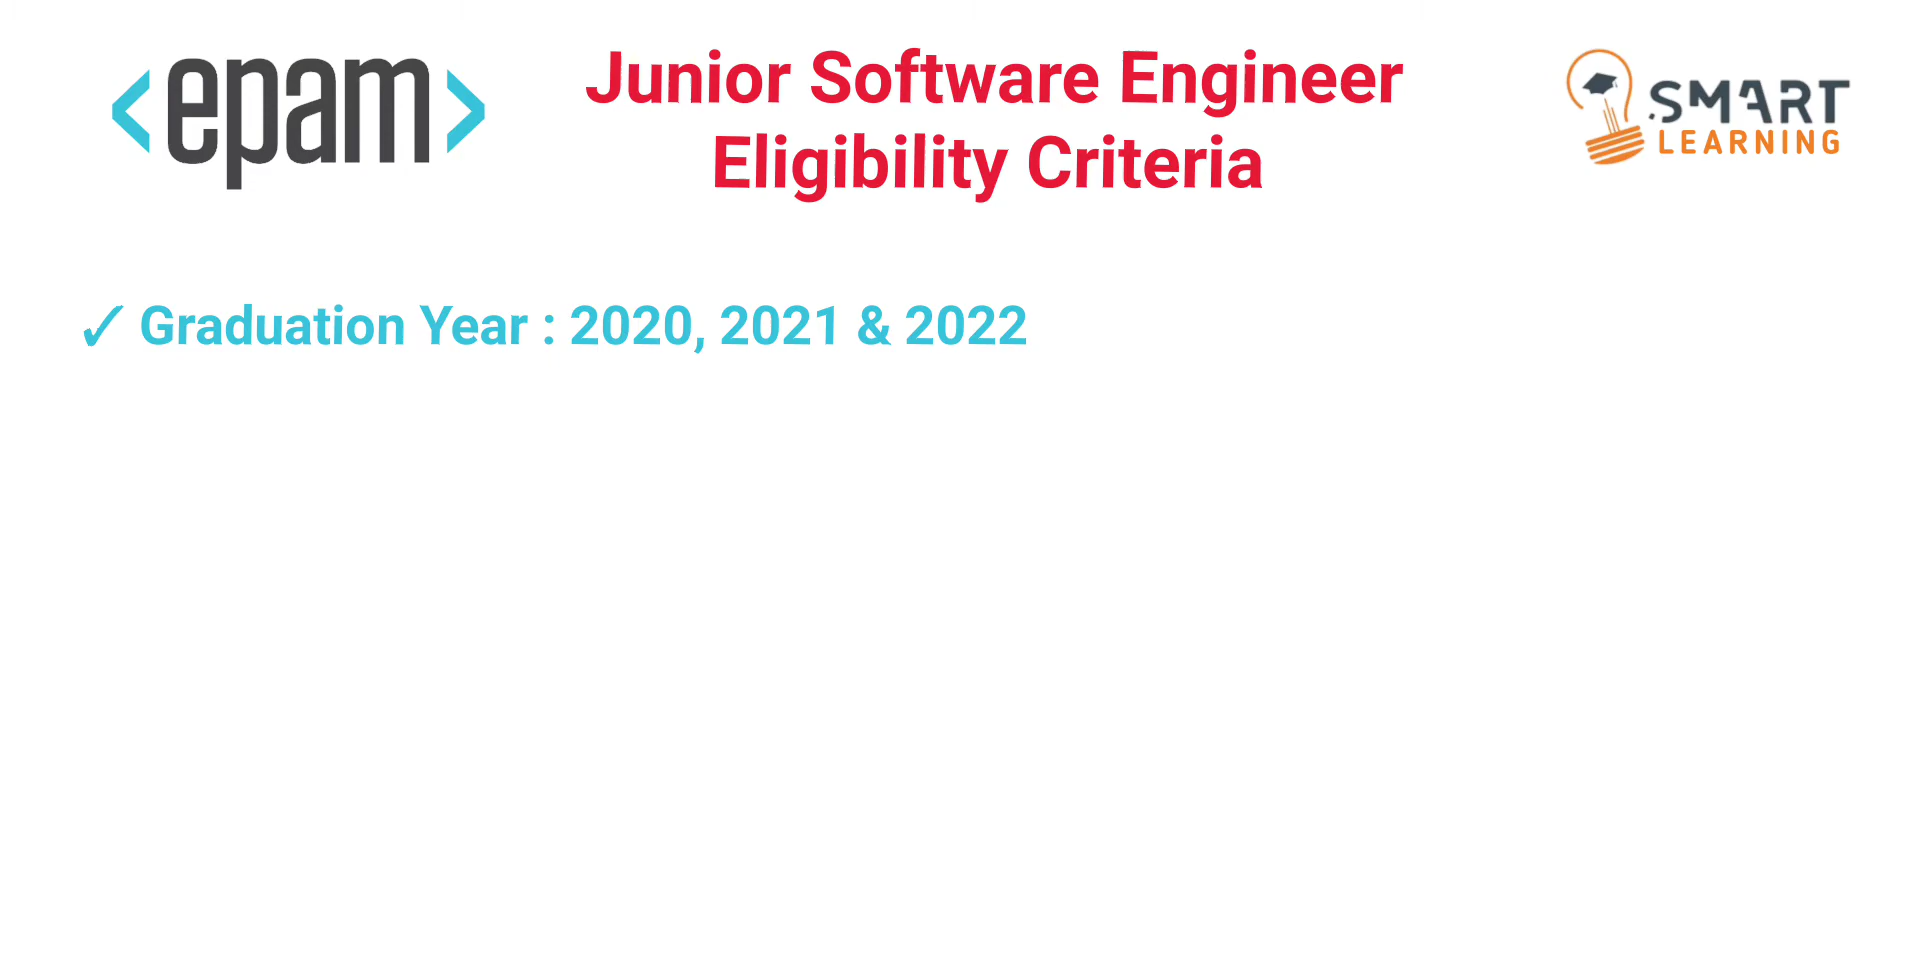 <epam>
Junior Software Engineer
Eligibility Criteria
SMART
LEARNING
✓ Graduation Year : 2020, 2021 & 2022